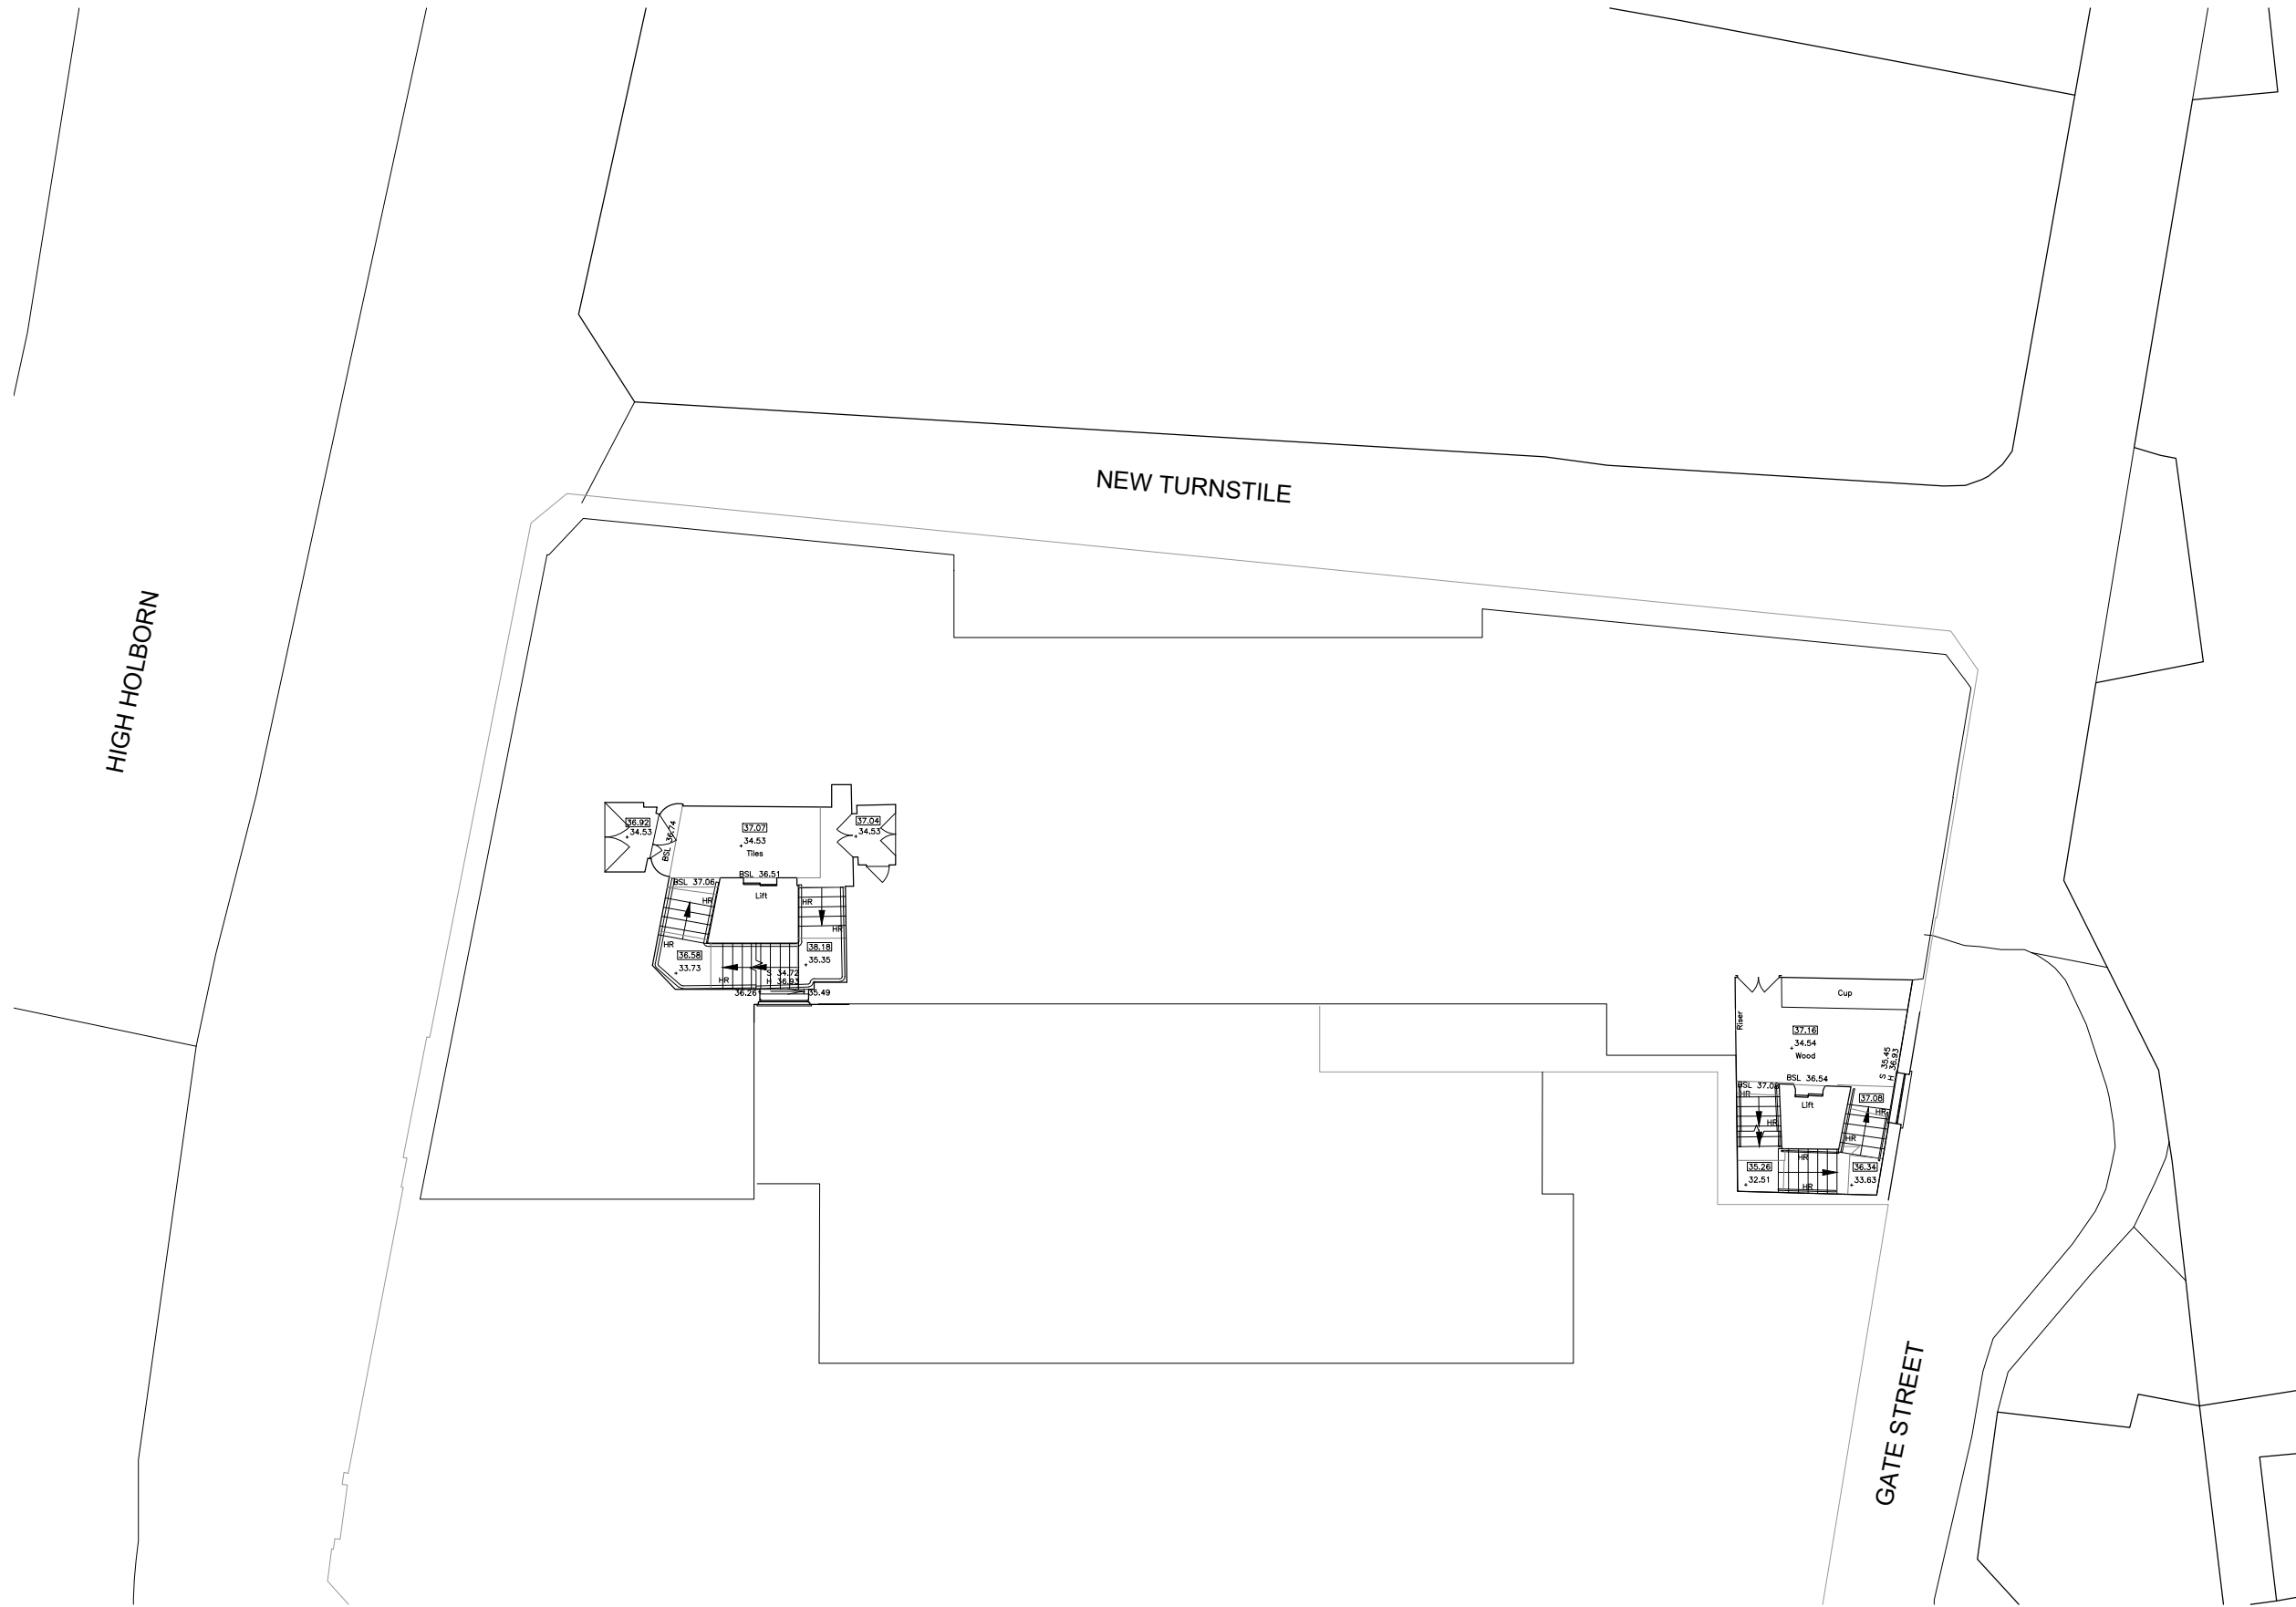 NEW TURNSTILE
HIGH HOLBORN
36.92
34.53
BSL 36.74
37.07
34.53
Tiles
37.04
34.53
BSL 36.51
BSL 37.06
Lift
HR
HR
HR
HR
36.58
33.73
38.18
35.35
HR
S 34.72
H 36.93
36.26
35.49
Cup
Riser
37.16
34.54
Wood
S 35.45
H 36.93
BSL 36.54
BSL 37.08
HR
Lift
37.08
HR
HR
HR
HR
35.26
32.51
36.34
33.63
HR
GATE STREET